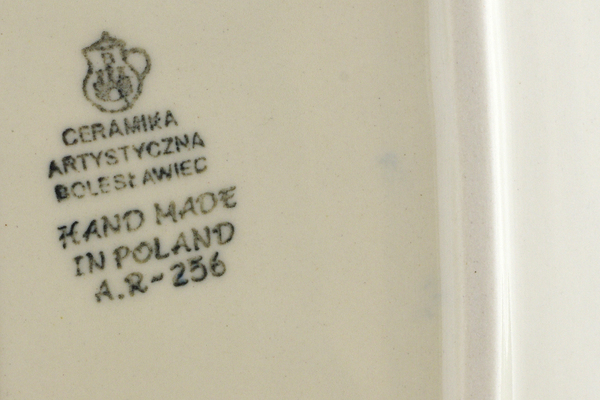 CERAMIKA
ARTYSTYCZNA
BOLESŁAWIEC
HAND MADE
IN POLAND
A.R-256